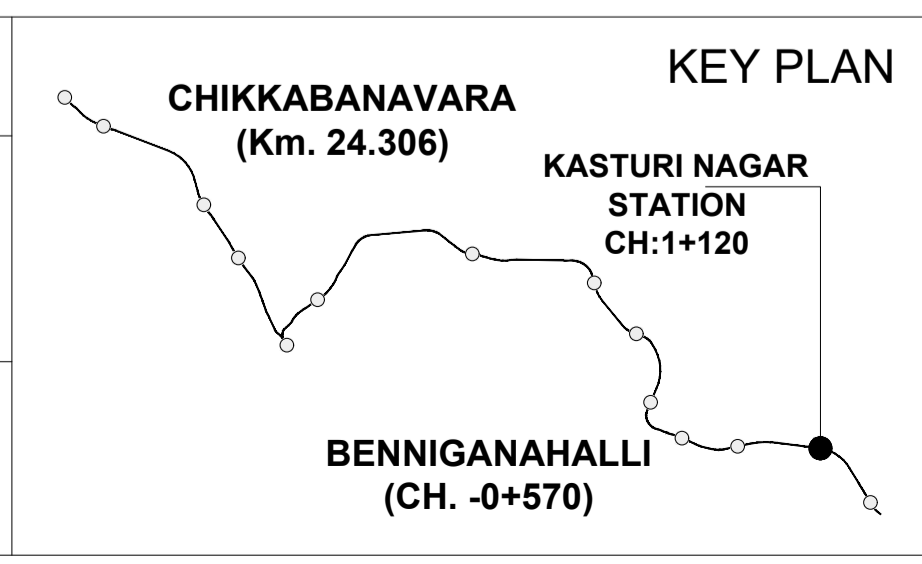 KEY PLAN
CHIKKABANAVARA
(Km. 24.306)
KASTURI NAGAR
STATION
CH:1+120
BENNIGANAHALLI
(CH. -0+570)